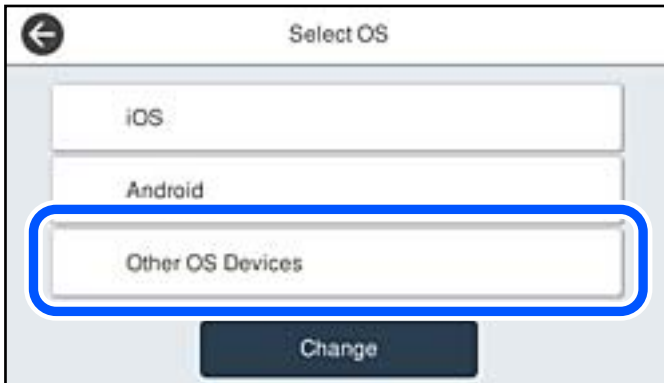 Select OS
iOS
Android
Other OS Devices
Change